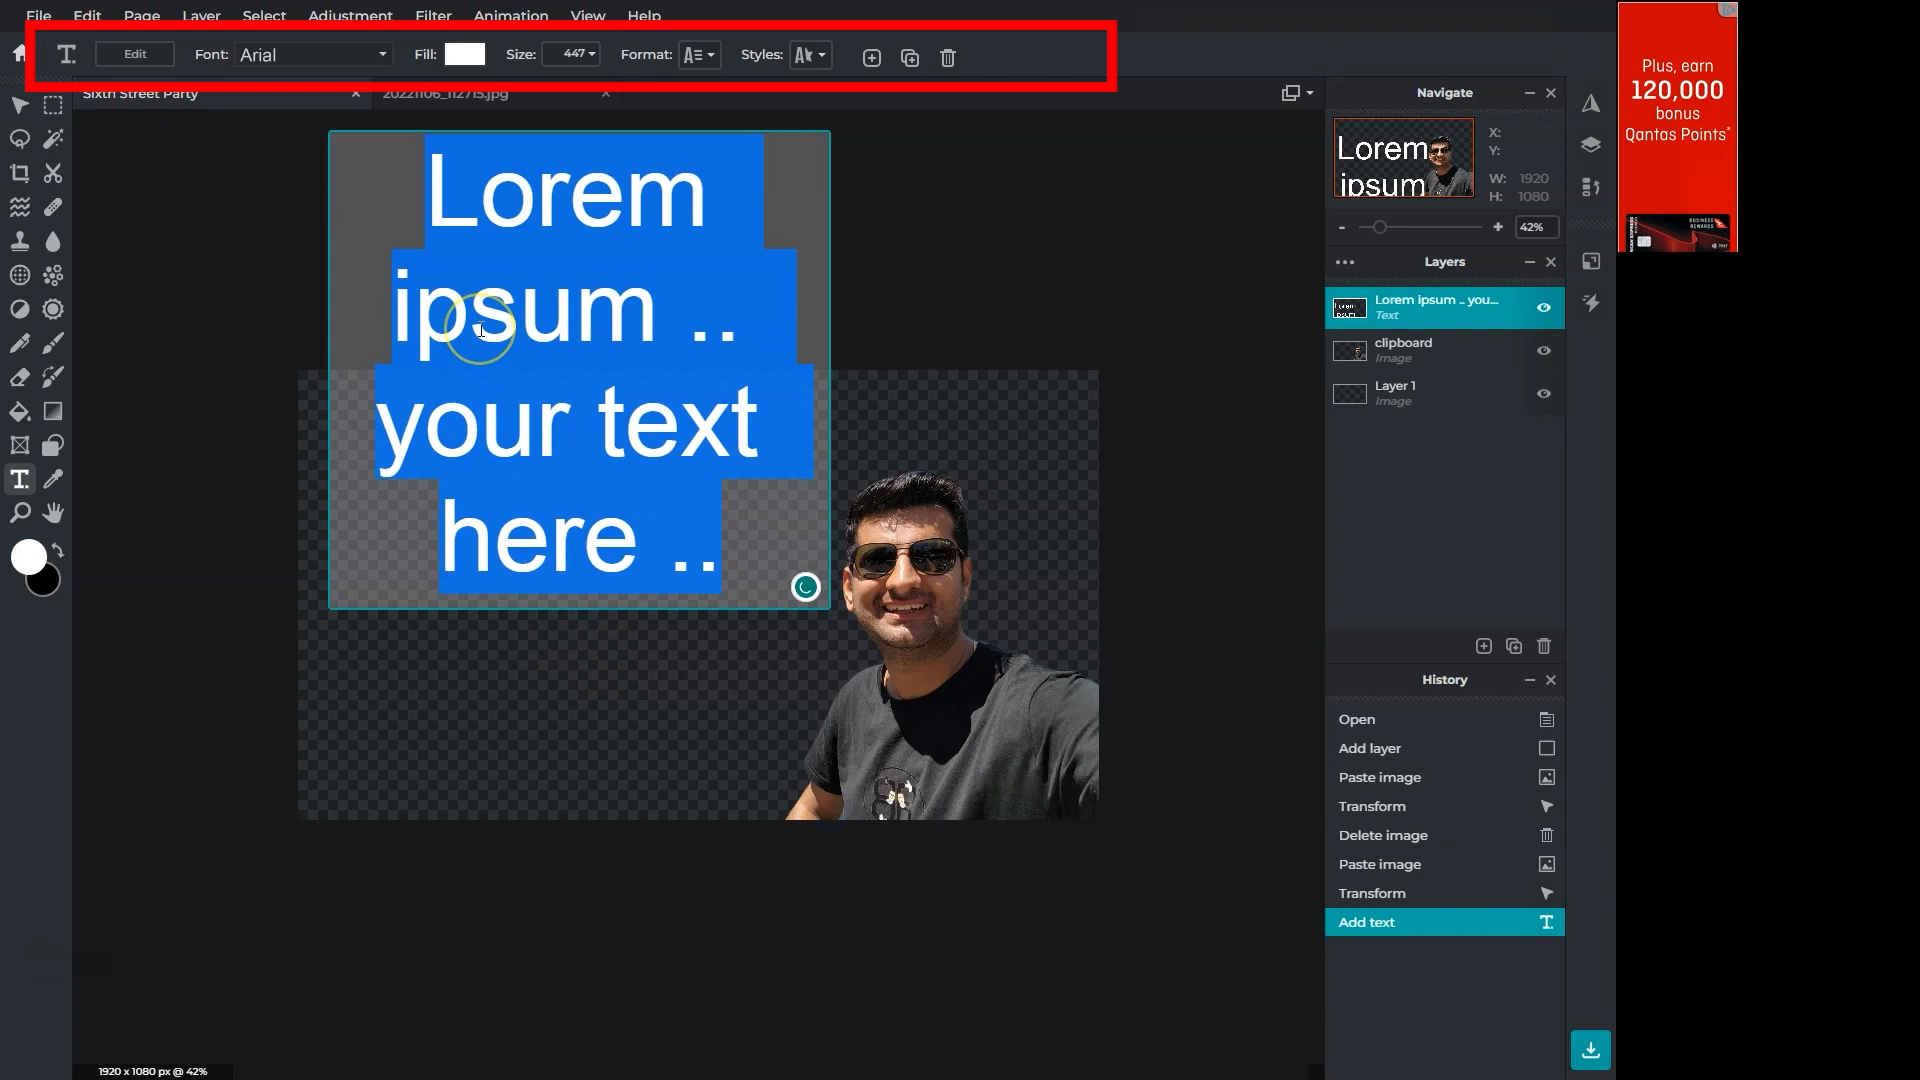 File Edit Page Layer Select Adjustment Filter Animation View Help
T. Edit Font: Arial Fill: Size: 447 Format: Styles:
Sixth Street Party × 20221106_112715.jpg ×
Lorem
ipsum ..
your text
here ..
1920 x 1080 px @ 42%
Navigate
Lorem
ipsum
X:
Y:
W: 1920
H: 1080
- + 42%
Layers
Lorem ipsum .. you...
Text
clipboard
Image
Layer 1
Image
History
Open
Add layer
Paste image
Transform
Delete image
Paste image
Transform
Add text
Plus, earn
120,000
bonus
Qantas Points*
BUSINESS
REWARDS